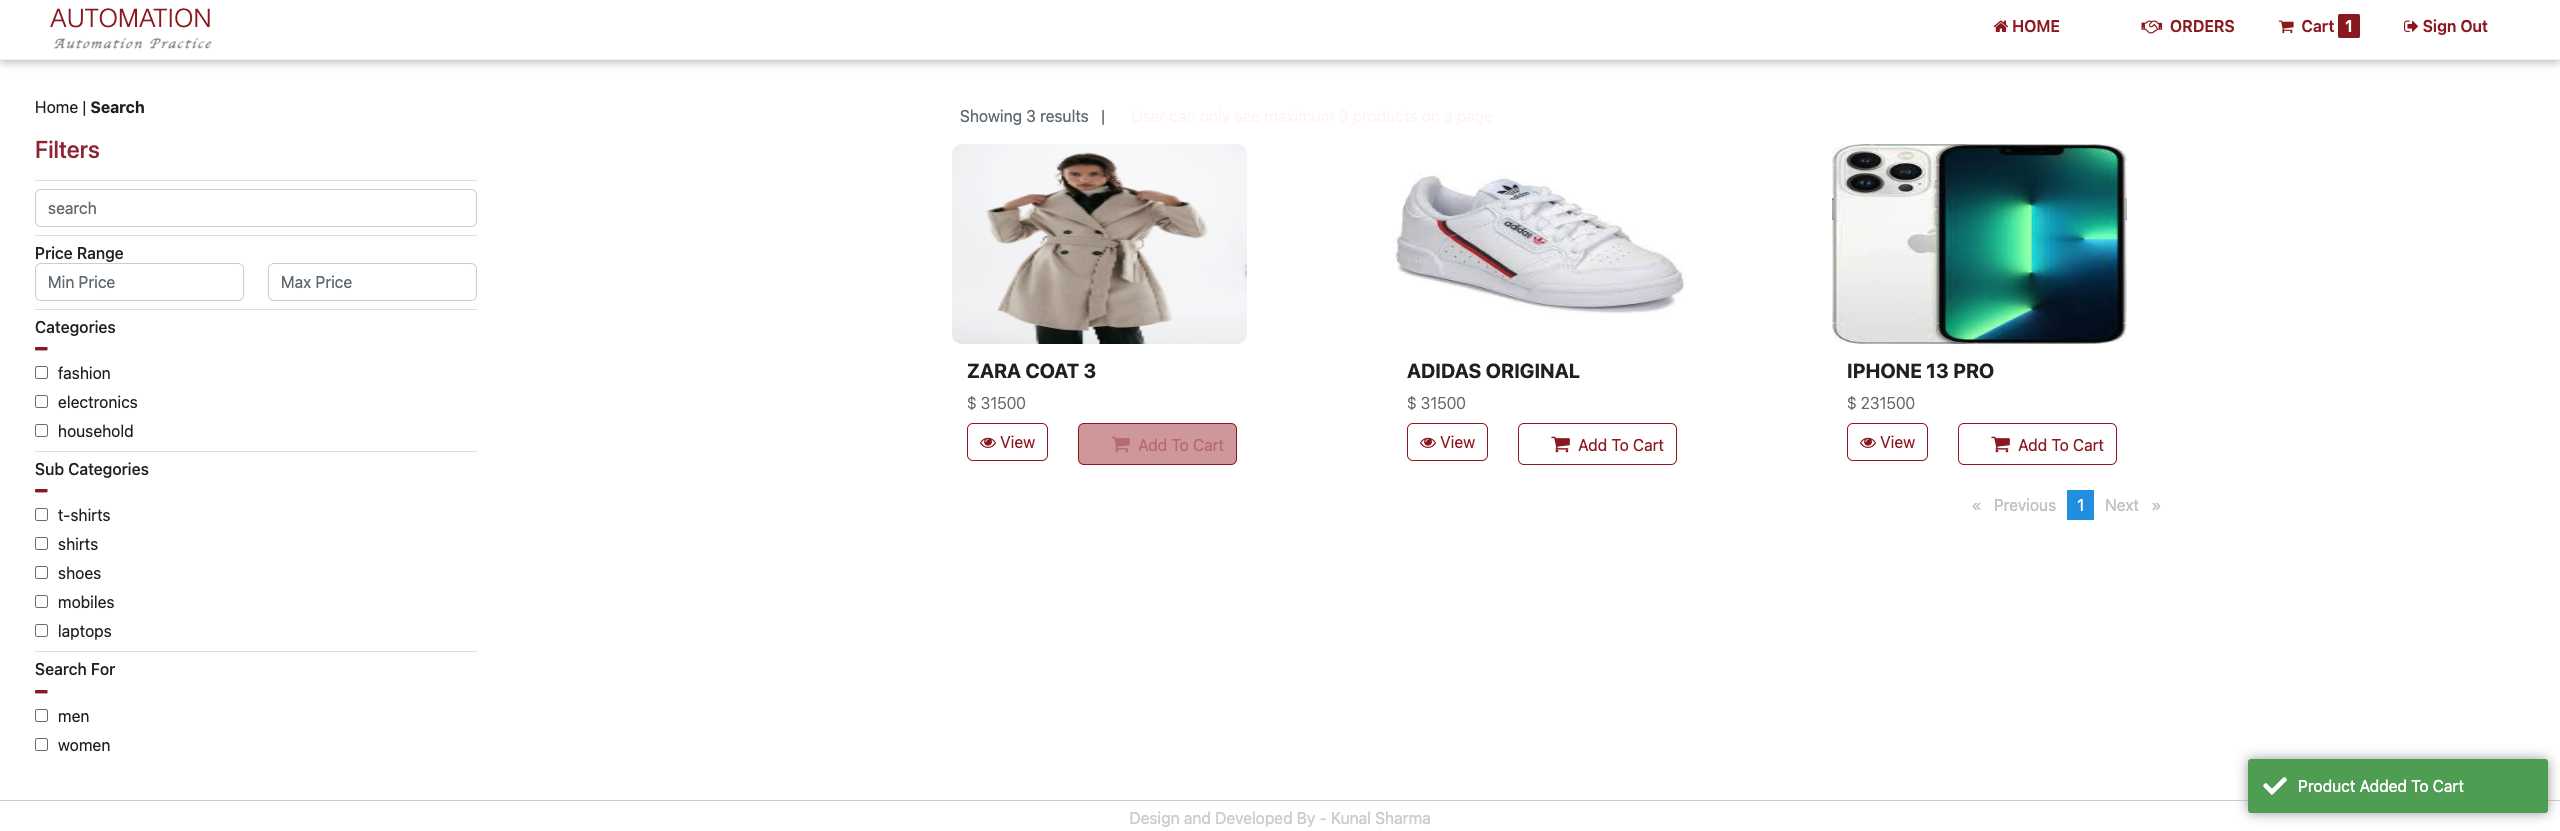 AUTOMATION
Automation Practice
HOME
ORDERS
Cart 1
Sign Out
Home | Search
Filters
search
Price Range
Min Price
Max Price
Categories
fashion
electronics
household
Sub Categories
t-shirts
shirts
shoes
mobiles
laptops
Search For
men
women
Showing 3 results |
User can only see maximum 9 products on a page
adidas
ZARA COAT 3
$ 31500
View
Add To Cart
ADIDAS ORIGINAL
$ 31500
View
Add To Cart
IPHONE 13 PRO
$ 231500
View
Add To Cart
« Previous 1 Next »
Product Added To Cart
Design and Developed By - Kunal Sharma